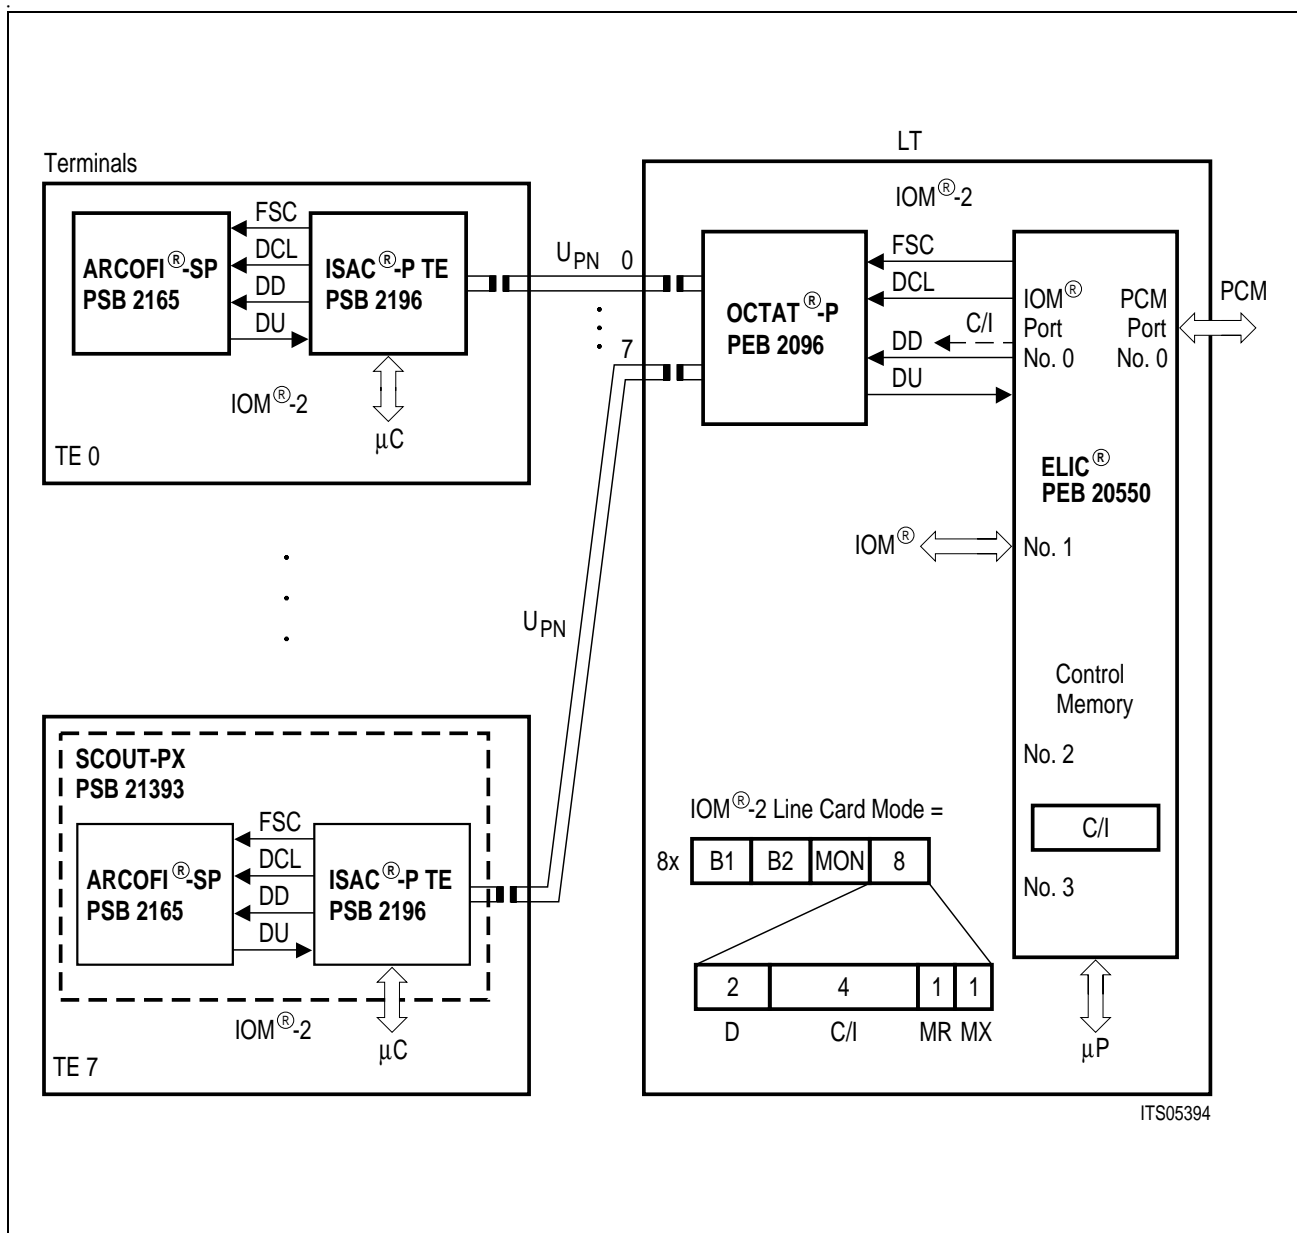 LT
Terminals
IOM®-2
FSC
DCL
DD
DU
ARCOFI®-SP
PSB 2165
ISAC®-P TE
PSB 2196
IOM®-2
µC
TE 0
UPN 0
7
UPN
OCTAT®-P
PEB 2096
FSC
DCL
C/I
DD
DU
IOM®
Port
No. 0
PCM
Port
No. 0
PCM
ELIC®
PEB 20550
IOM®
No. 1
Control
Memory
No. 2
C/I
No. 3
µP
SCOUT-PX
PSB 21393
FSC
DCL
DD
DU
ARCOFI®-SP
PSB 2165
ISAC®-P TE
PSB 2196
IOM®-2
µC
TE 7
IOM®-2 Line Card Mode =
8x B1 B2 MON 8
2 4 1 1
D C/I MR MX
ITS05394